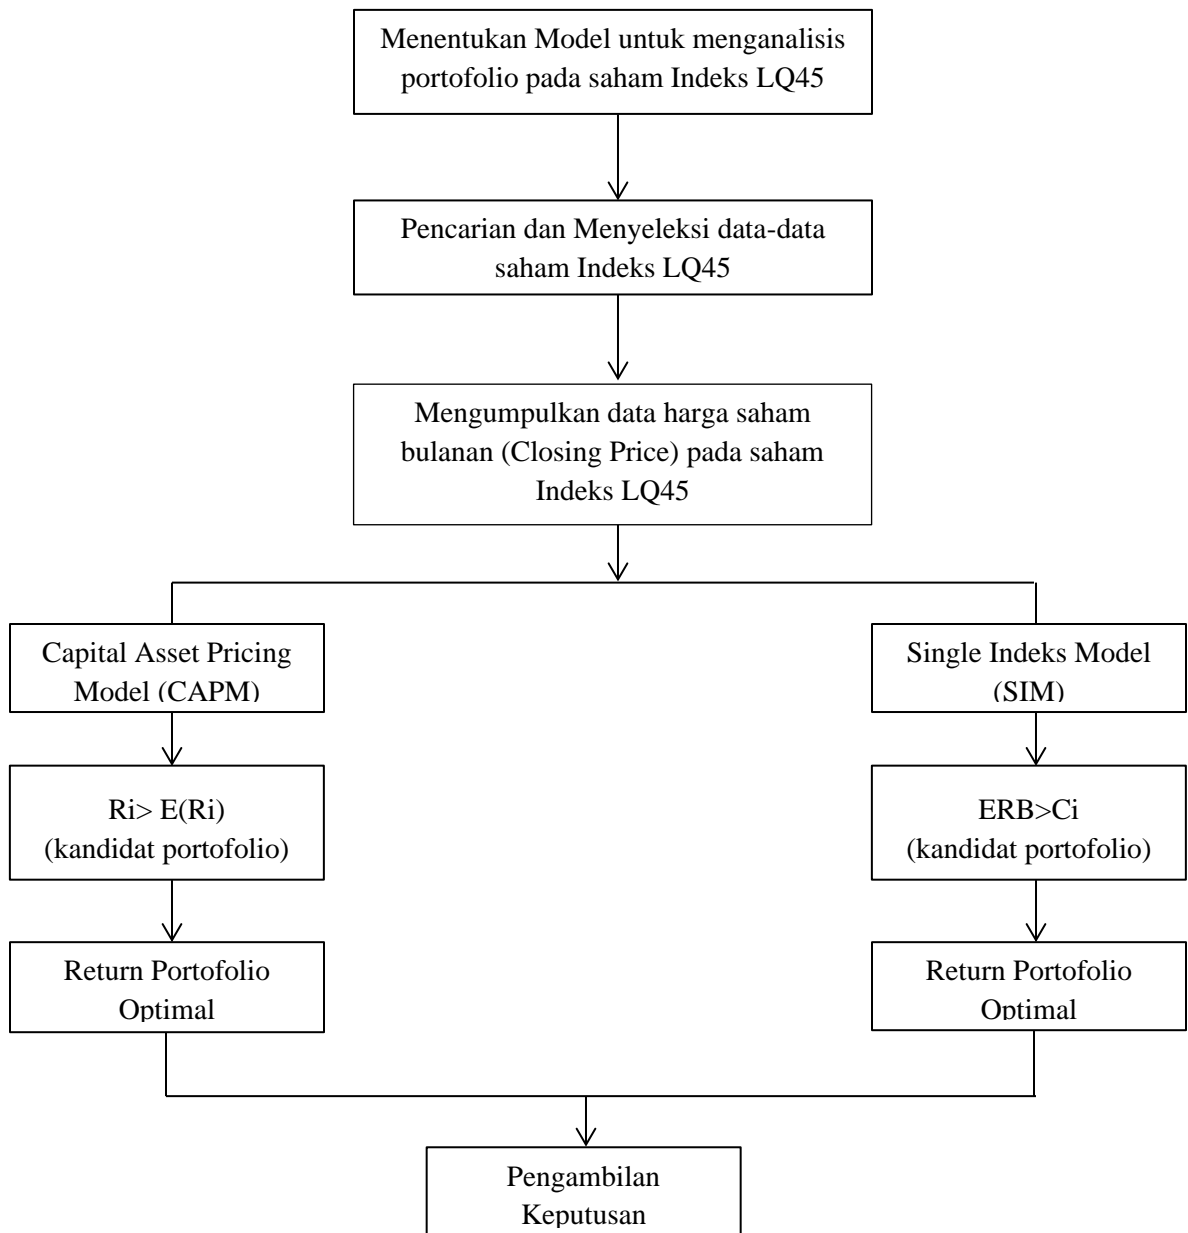 Menentukan Model untuk menganalisis
portofolio pada saham Indeks LQ45
Pencarian dan Menyeleksi data-data
saham Indeks LQ45
Mengumpulkan data harga saham
bulanan (Closing Price) pada saham
Indeks LQ45
Capital Asset Pricing
Model (CAPM)
Single Indeks Model
(SIM)
Ri> E(Ri)
(kandidat portofolio)
ERB>Ci
(kandidat portofolio)
Return Portofolio
Optimal
Return Portofolio
Optimal
Pengambilan
Keputusan